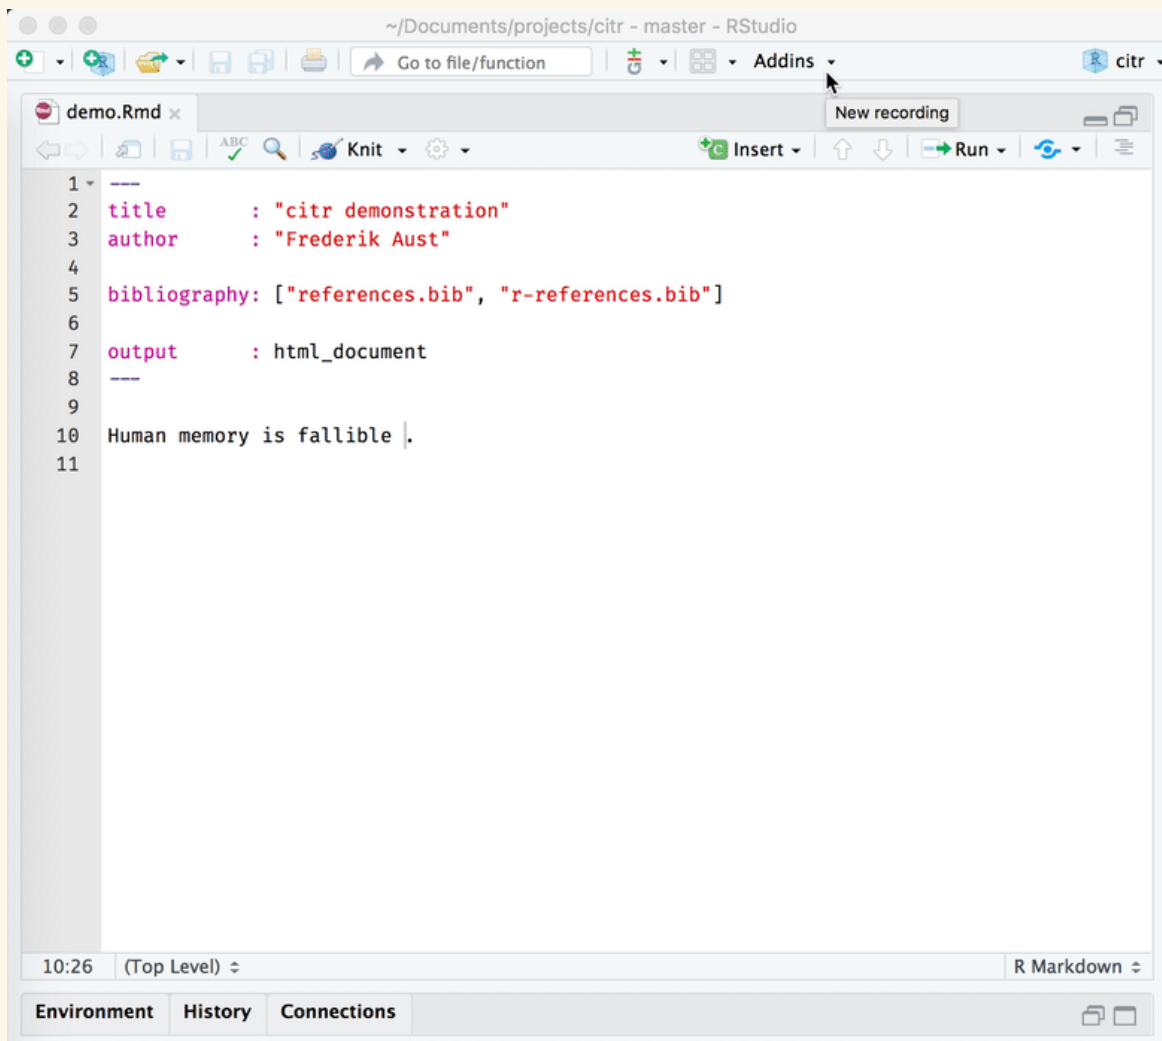 ~/Documents/projects/citr - master - RStudio
Go to file/function Addins citr
demo.Rmd New recording
ABC Knit Insert Run
1 ---
2 title : "citr demonstration"
3 author : "Frederik Aust"
4
5 bibliography: ["references.bib", "r-references.bib"]
6
7 output : html_document
8 ---
9
10 Human memory is fallible .
11
10:26 (Top Level) R Markdown
Environment History Connections